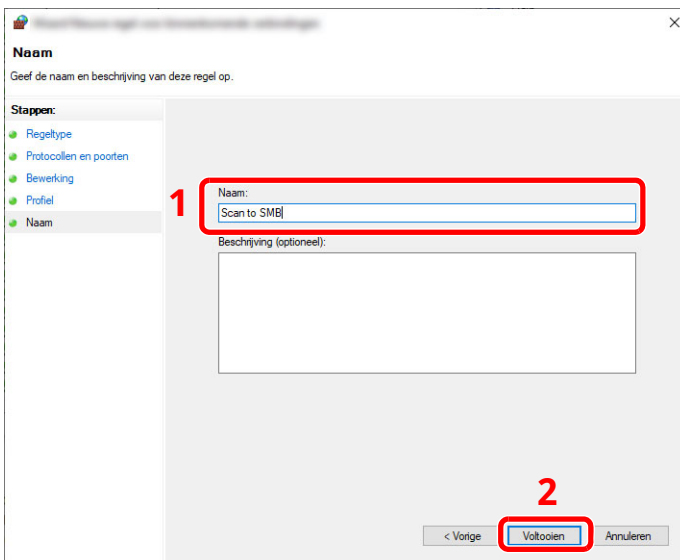 Naam
Geef de naam en beschrijving van deze regel op.
Stappen:
Regeltype
Protocollen en poorten
Bewerking
Profiel
Naam
1
Naam:
Scan to SMB
Beschrijving (optioneel):
2
< Vorige
Voltooien
Annuleren